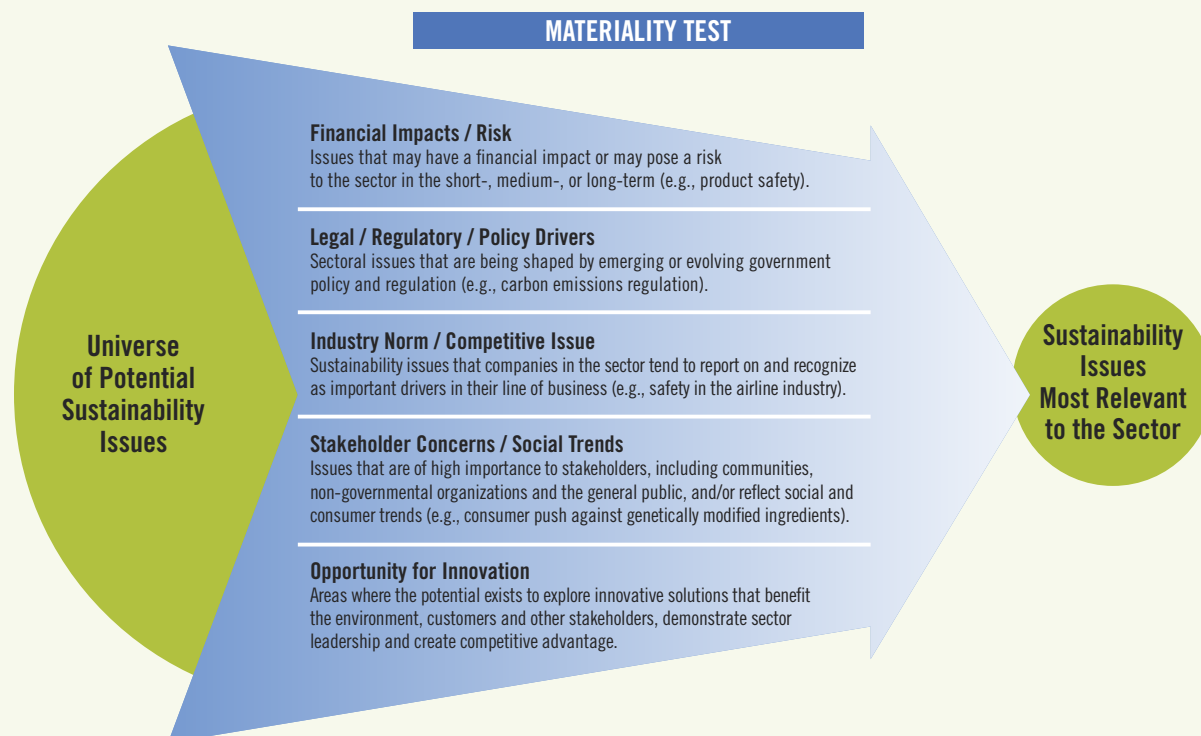 MATERIALITY TEST
Universe
of Potential
Sustainability
Issues
Financial Impacts / Risk
Issues that may have a financial impact or may pose a risk
to the sector in the short-, medium-, or long-term (e.g., product safety).
Legal / Regulatory / Policy Drivers
Sectoral issues that are being shaped by emerging or evolving government
policy and regulation (e.g., carbon emissions regulation).
Industry Norm / Competitive Issue
Sustainability issues that companies in the sector tend to report on and recognize
as important drivers in their line of business (e.g., safety in the airline industry).
Stakeholder Concerns / Social Trends
Issues that are of high importance to stakeholders, including communities,
non-governmental organizations and the general public, and/or reflect social and
consumer trends (e.g., consumer push against genetically modified ingredients).
Opportunity for Innovation
Areas where the potential exists to explore innovative solutions that benefit
the environment, customers and other stakeholders, demonstrate sector
leadership and create competitive advantage.
Sustainability
Issues
Most Relevant
to the Sector